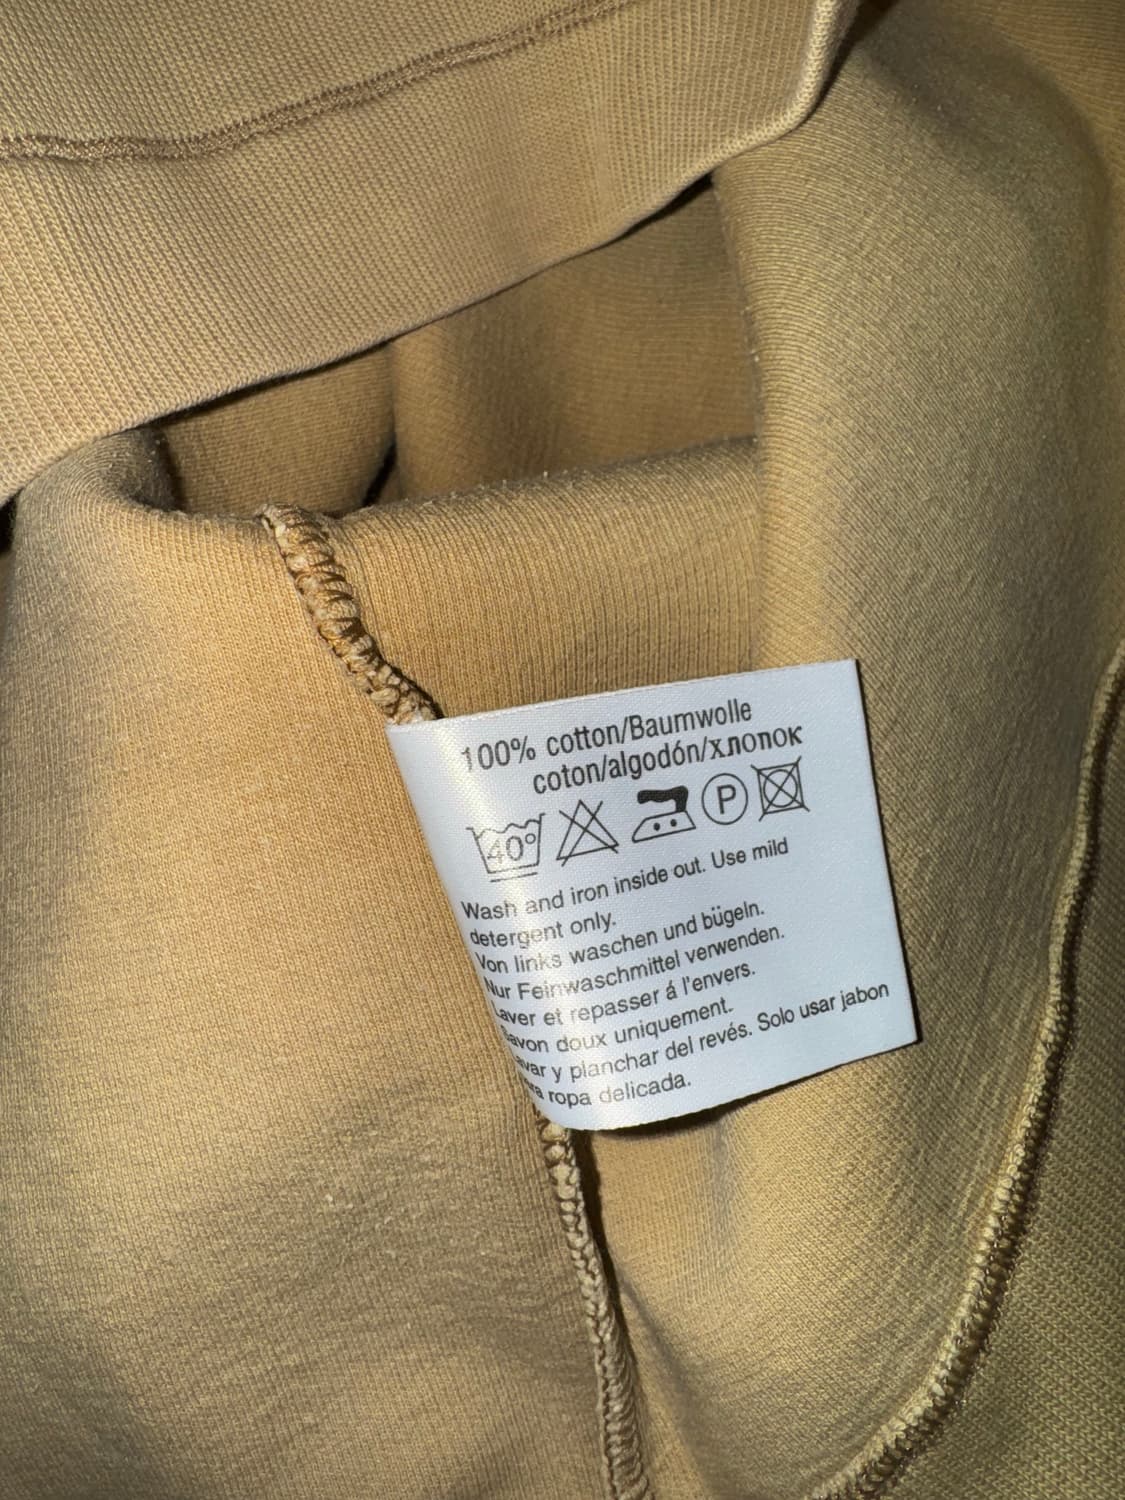 100% cotton/Baumwolle
coton/algodón/хлопок
40° P
Wash and iron inside out. Use mild
detergent only.
Von links waschen und bügeln.
Nur Feinwaschmittel verwenden.
Laver et repasser á l'envers.
Savon doux uniquement.
y planchar del revés. Solo usar jabon
ropa delicada.